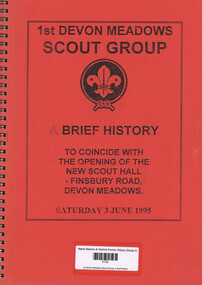 1st DEVON MEADOWS
SCOUT GROUP
A BRIEF HISTORY
TO COINCIDE WITH
THE OPENING OF THE
NEW SCOUT HALL
- FINSBURY ROAD,
DEVON MEADOWS.
SATURDAY 3 JUNE 1995